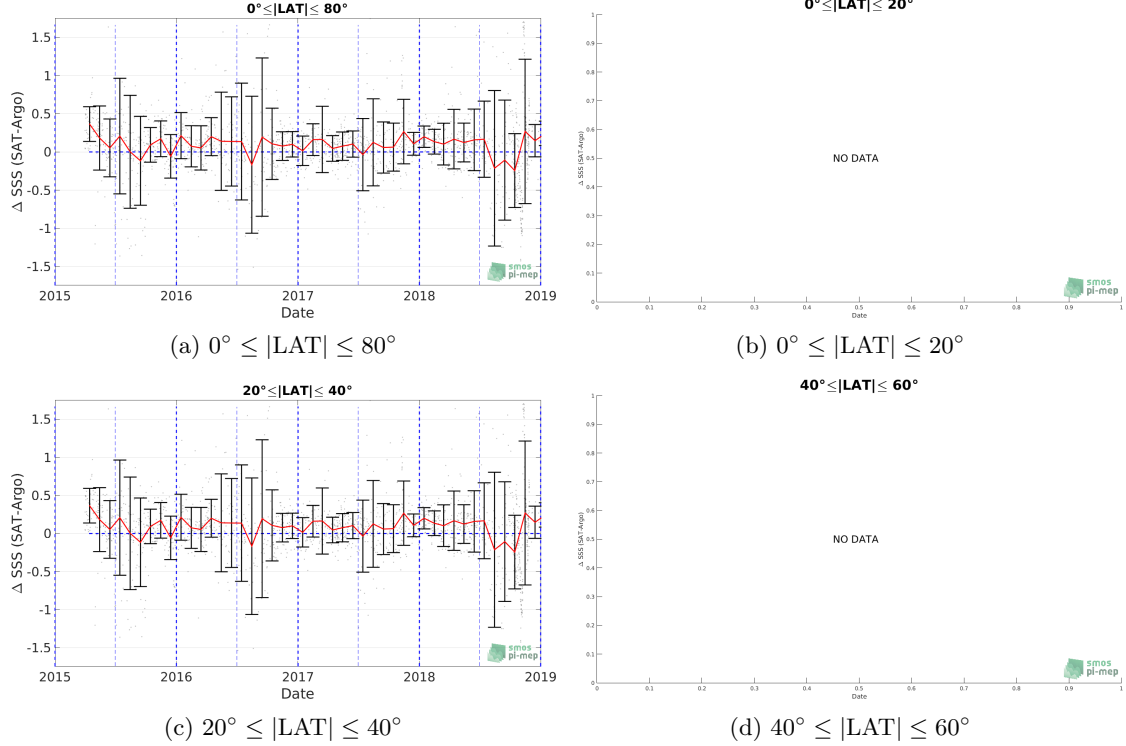 0°≤|LAT|≤ 80°
Δ SSS (SAT-Argo)
1.5
1
0.5
0
-0.5
-1
-1.5
2015 2016 2017 2018 2019
Date
smos
pi-mep
(a) 0° ≤ |LAT| ≤ 80°
0°≤|LAT|≤ 20°
Δ SSS (SAT-Argo)
1
0.9
0.8
0.7
0.6
0.5
0.4
0.3
0.2
0.1
0
NO DATA
0 0.1 0.2 0.3 0.4 0.5 0.6 0.7 0.8 0.9 1
Date
smos
pi-mep
(b) 0° ≤ |LAT| ≤ 20°
20°≤|LAT|≤ 40°
Δ SSS (SAT-Argo)
1.5
1
0.5
0
-0.5
-1
-1.5
2015 2016 2017 2018 2019
Date
smos
pi-mep
(c) 20° ≤ |LAT| ≤ 40°
40°≤|LAT|≤ 60°
Δ SSS (SAT-Argo)
1
0.9
0.8
0.7
0.6
0.5
0.4
0.3
0.2
0.1
0
NO DATA
0 0.1 0.2 0.3 0.4 0.5 0.6 0.7 0.8 0.9 1
Date
smos
pi-mep
(d) 40° ≤ |LAT| ≤ 60°